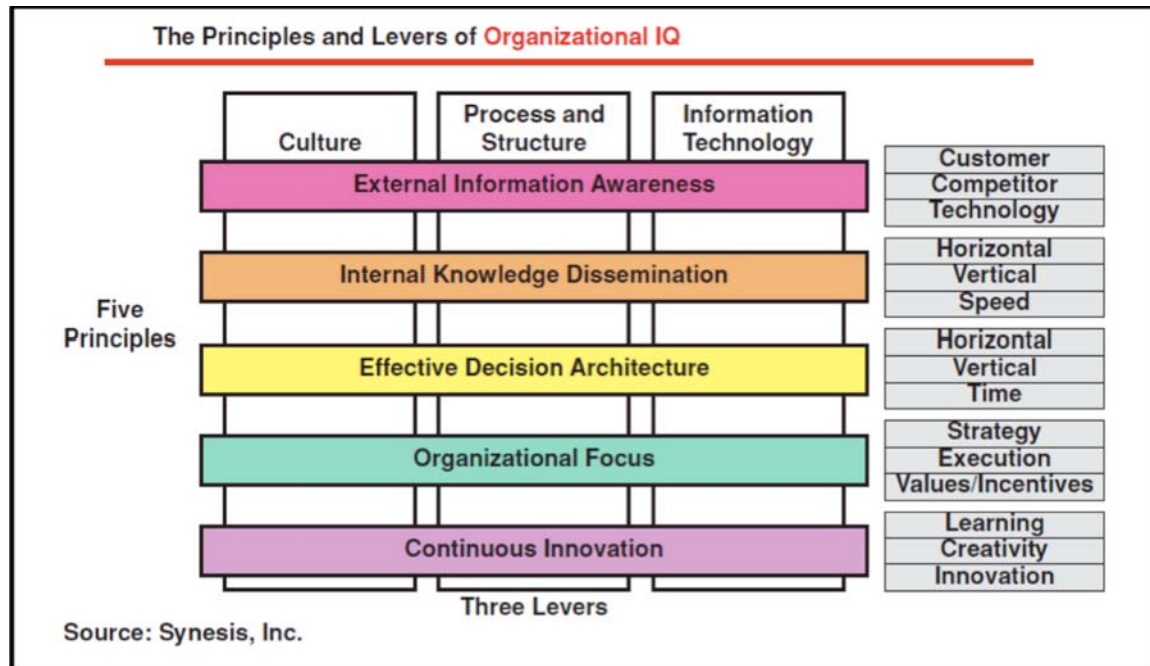 The Principles and Levers of Organizational IQ
Culture
Process and
Structure
Information
Technology
External Information Awareness
Customer
Competitor
Technology
Internal Knowledge Dissemination
Horizontal
Vertical
Speed
Five
Principles
Effective Decision Architecture
Horizontal
Vertical
Time
Organizational Focus
Strategy
Execution
Values/Incentives
Continuous Innovation
Learning
Creativity
Innovation
Three Levers
Source: Synesis, Inc.